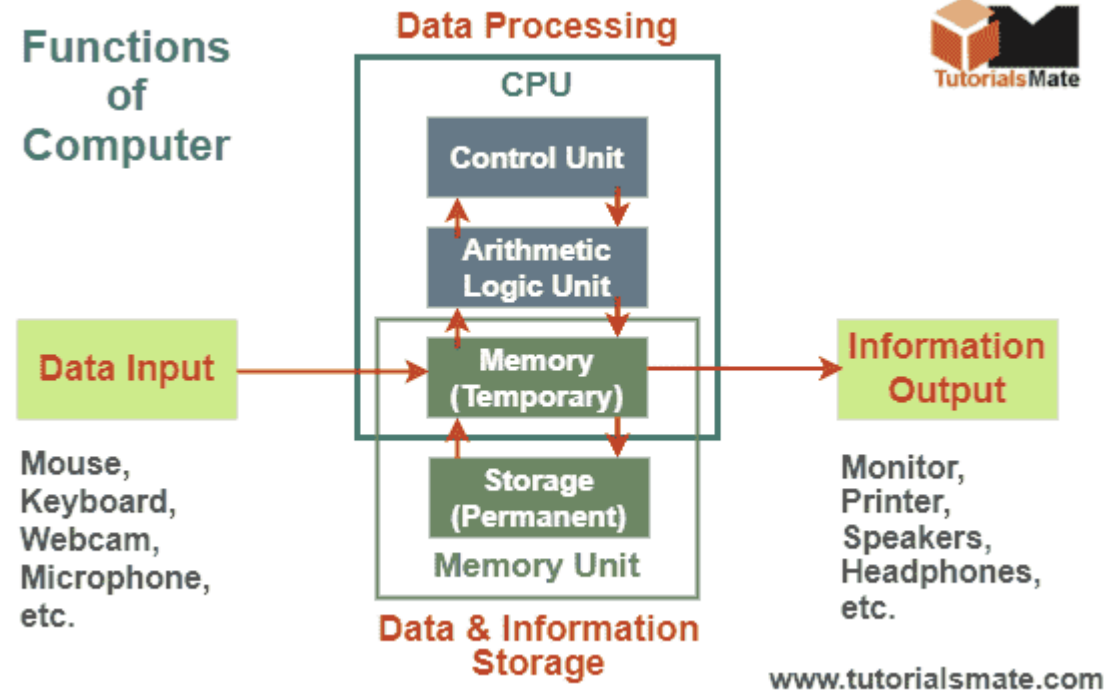 Functions
of
Computer
Data Processing
TutorialsMate
CPU
Control Unit
Arithmetic
Logic Unit
Data Input
Memory
(Temporary)
Information
Output
Mouse,
Keyboard,
Webcam,
Microphone,
etc.
Storage
(Permanent)
Memory Unit
Monitor,
Printer,
Speakers,
Headphones,
etc.
Data & Information
Storage
www.tutorialsmate.com